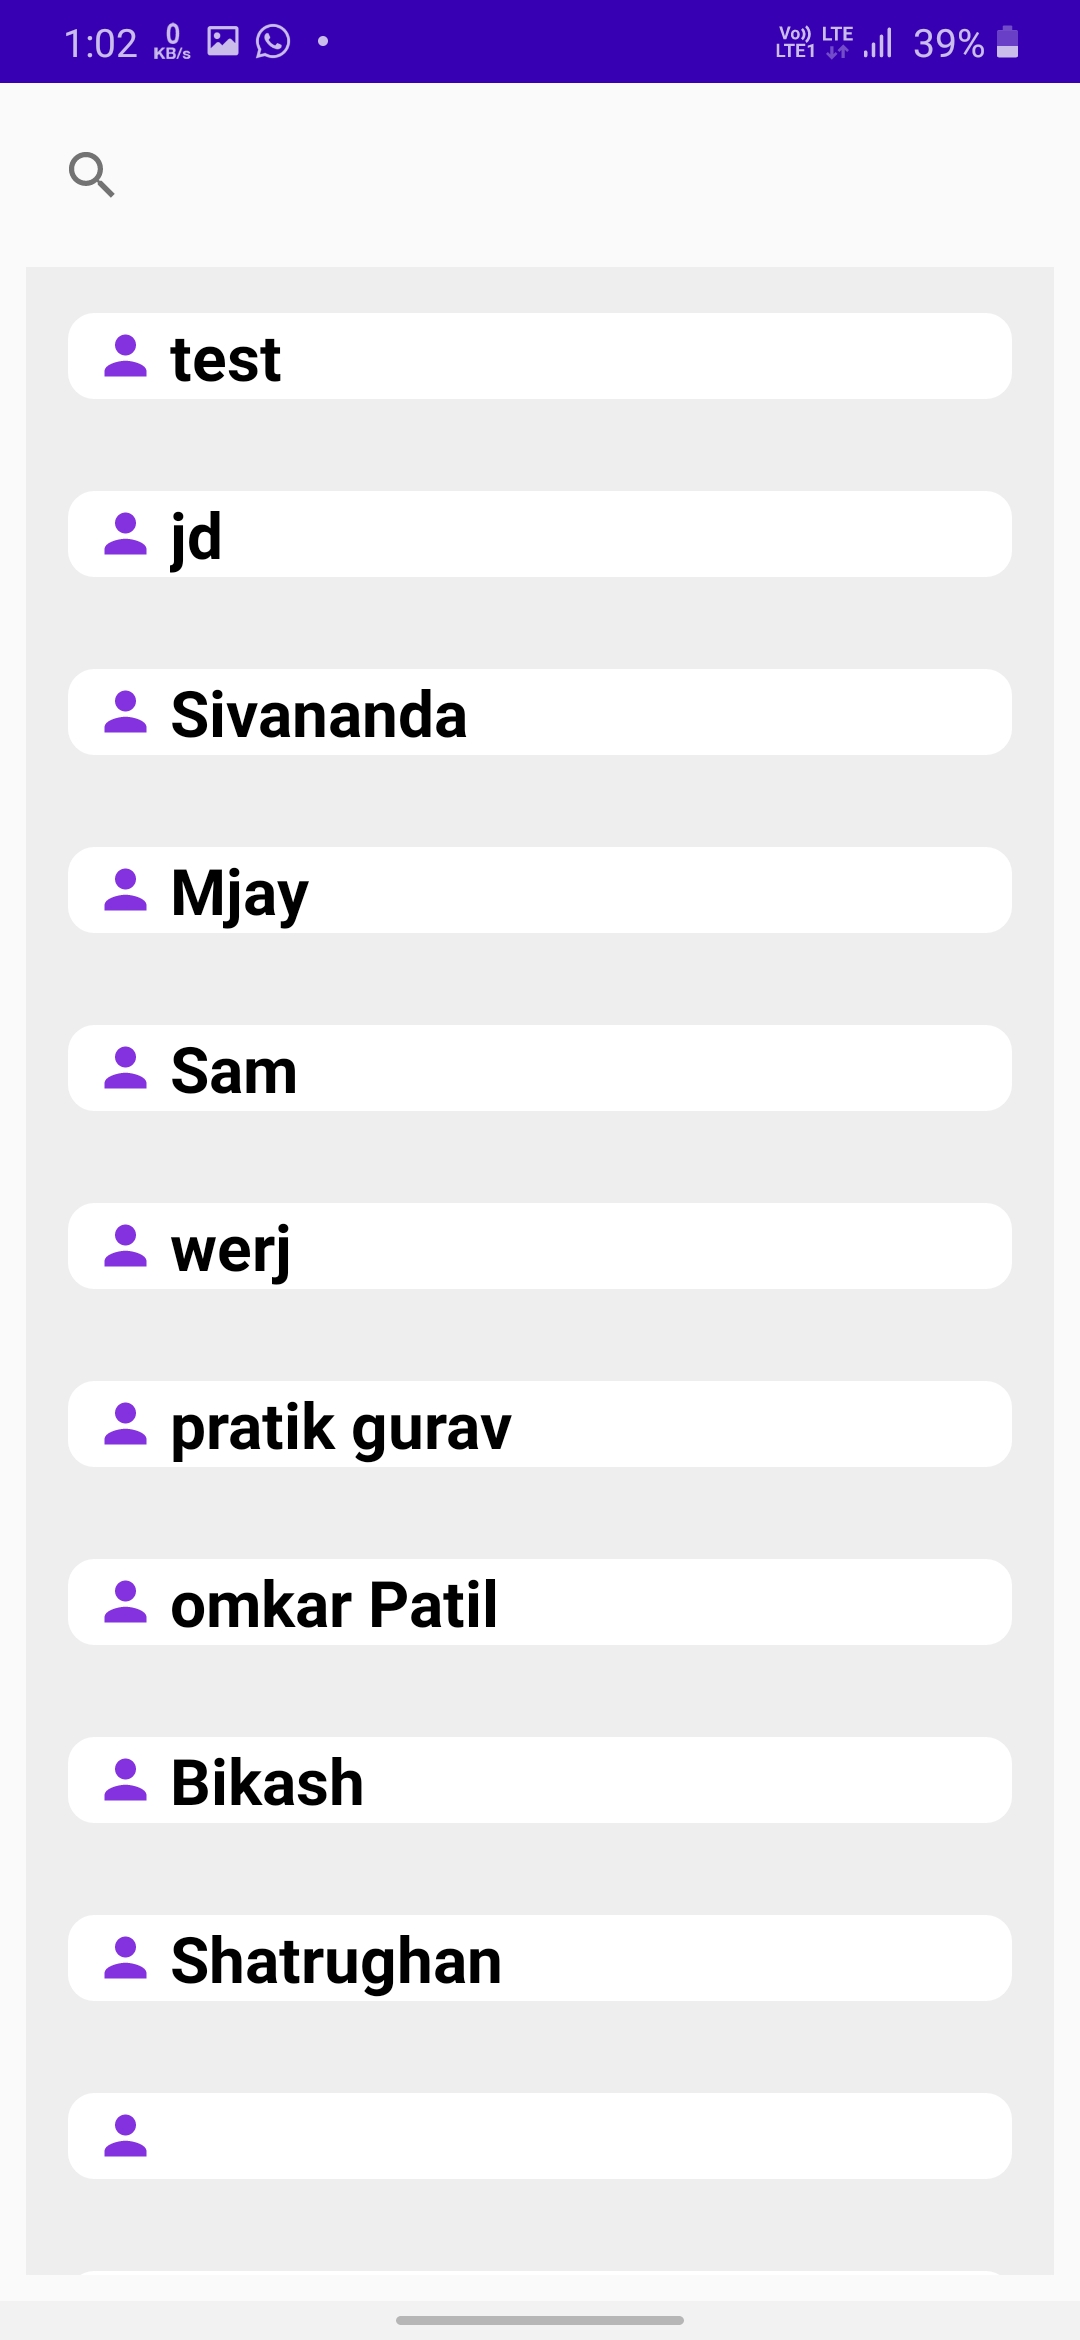 1:02 0 KB/s Vo)) LTE1 LTE 39%
test
jd
Sivananda
Mjay
Sam
werj
pratik gurav
omkar Patil
Bikash
Shatrughan